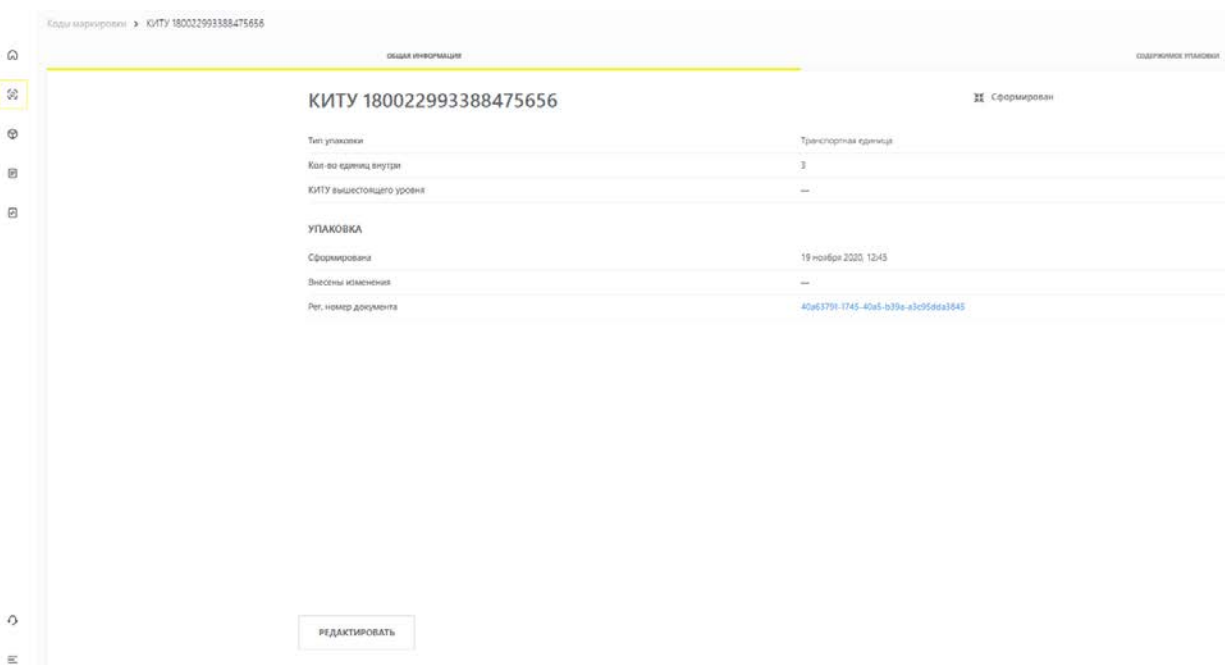 Коды маркировки > КИТУ 180022993388475656
ОБЩАЯ ИНФОРМАЦИЯ
СОДЕРЖИМОЕ УПАКОВКИ
КИТУ 180022993388475656
Сформирован
Тип упаковки
Транспортная единица
Кол-во единиц внутри
3
КИТУ вышестоящего уровня
—
УПАКОВКА
Сформирована
19 ноября 2020, 12:45
Внесены изменения
—
Рег. номер документа
40a63791-1745-40a5-b39a-a3c95dda3845
РЕДАКТИРОВАТЬ